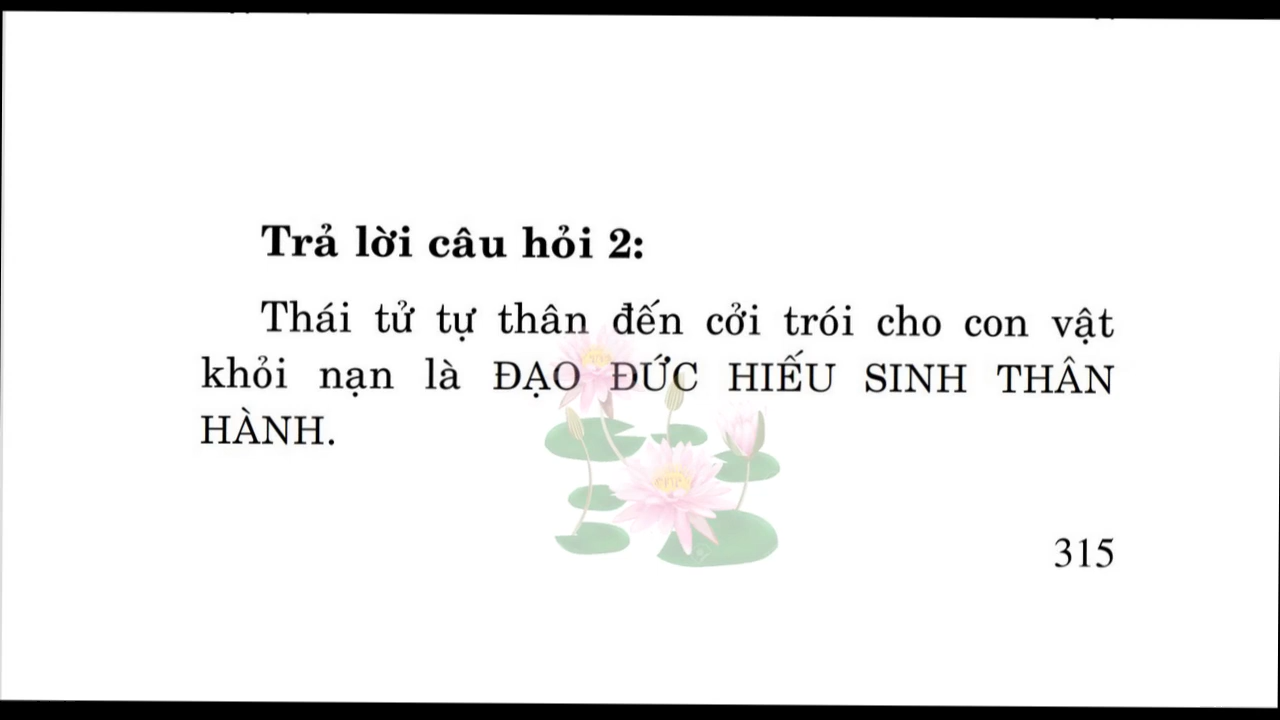 Trả lời câu hỏi 2:
Thái tử tự thân đến cởi trói cho con vật
khỏi nạn là ĐẠO ĐỨC HIẾU SINH THÂN
HÀNH.
315